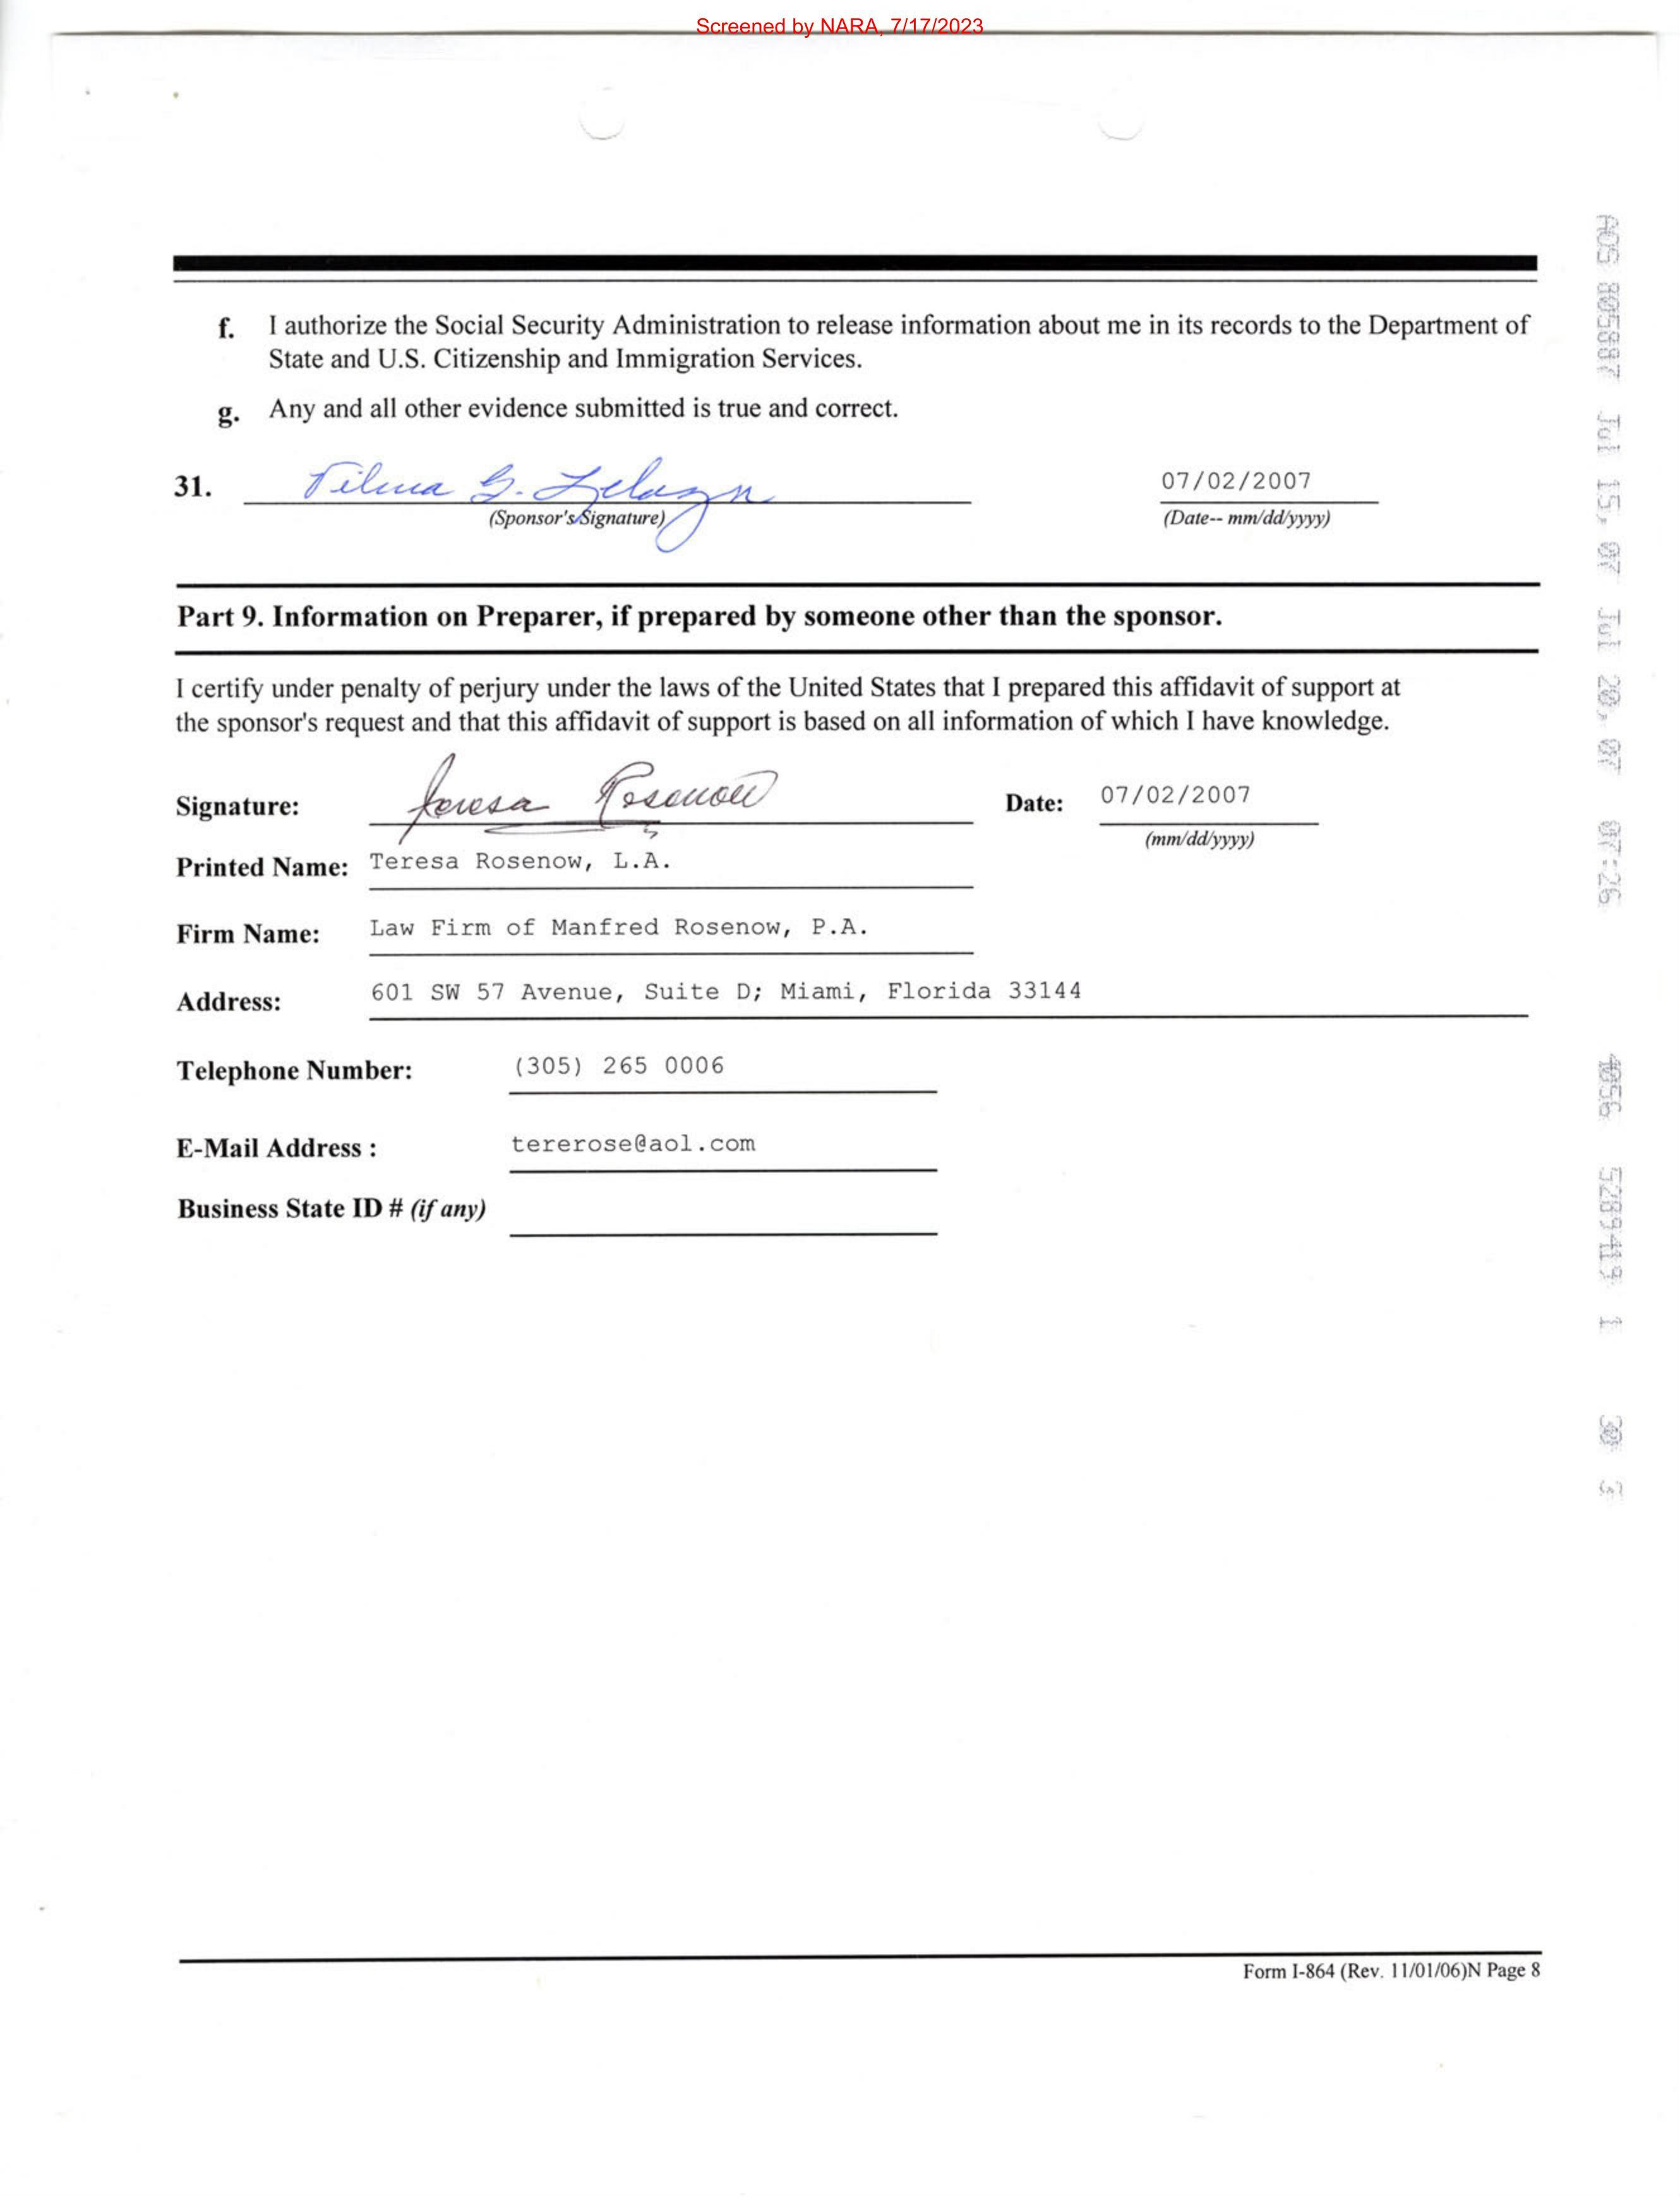 Screened by NARA, 7/17/2023
f. I authorize the Social Security Administration to release information about me in its records to the Department of
State and U.S. Citizenship and Immigration Services.
g. Any and all other evidence submitted is true and correct.
31. Vilma G. 07/02/2007
(Sponsor's Signature) (Date-- mm/dd/yyyy)
Part 9. Information on Preparer, if prepared by someone other than the sponsor.
I certify under penalty of perjury under the laws of the United States that I prepared this affidavit of support at
the sponsor's request and that this affidavit of support is based on all information of which I have knowledge.
Signature: Teresa Rosenow Date: 07/02/2007
(mm/dd/yyyy)
Printed Name: Teresa Rosenow, L.A.
Firm Name: Law Firm of Manfred Rosenow, P.A.
Address: 601 SW 57 Avenue, Suite D; Miami, Florida 33144
Telephone Number: (305) 265 0006
E-Mail Address : tererose@aol.com
Business State ID # (if any)
Form I-864 (Rev. 11/01/06)N Page 8
Jul 15, 07 Jul 20, 07 07:26 4056 1 30 3